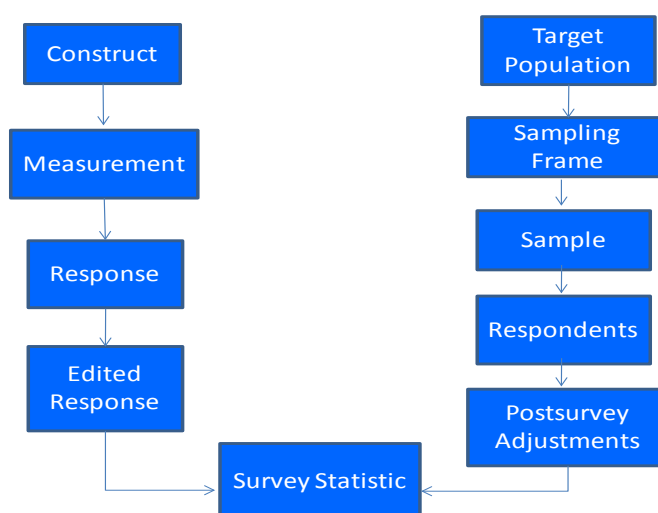 Construct
Measurement
Response
Edited
Response
Target
Population
Sampling
Frame
Sample
Respondents
Postsurvey
Adjustments
Survey Statistic